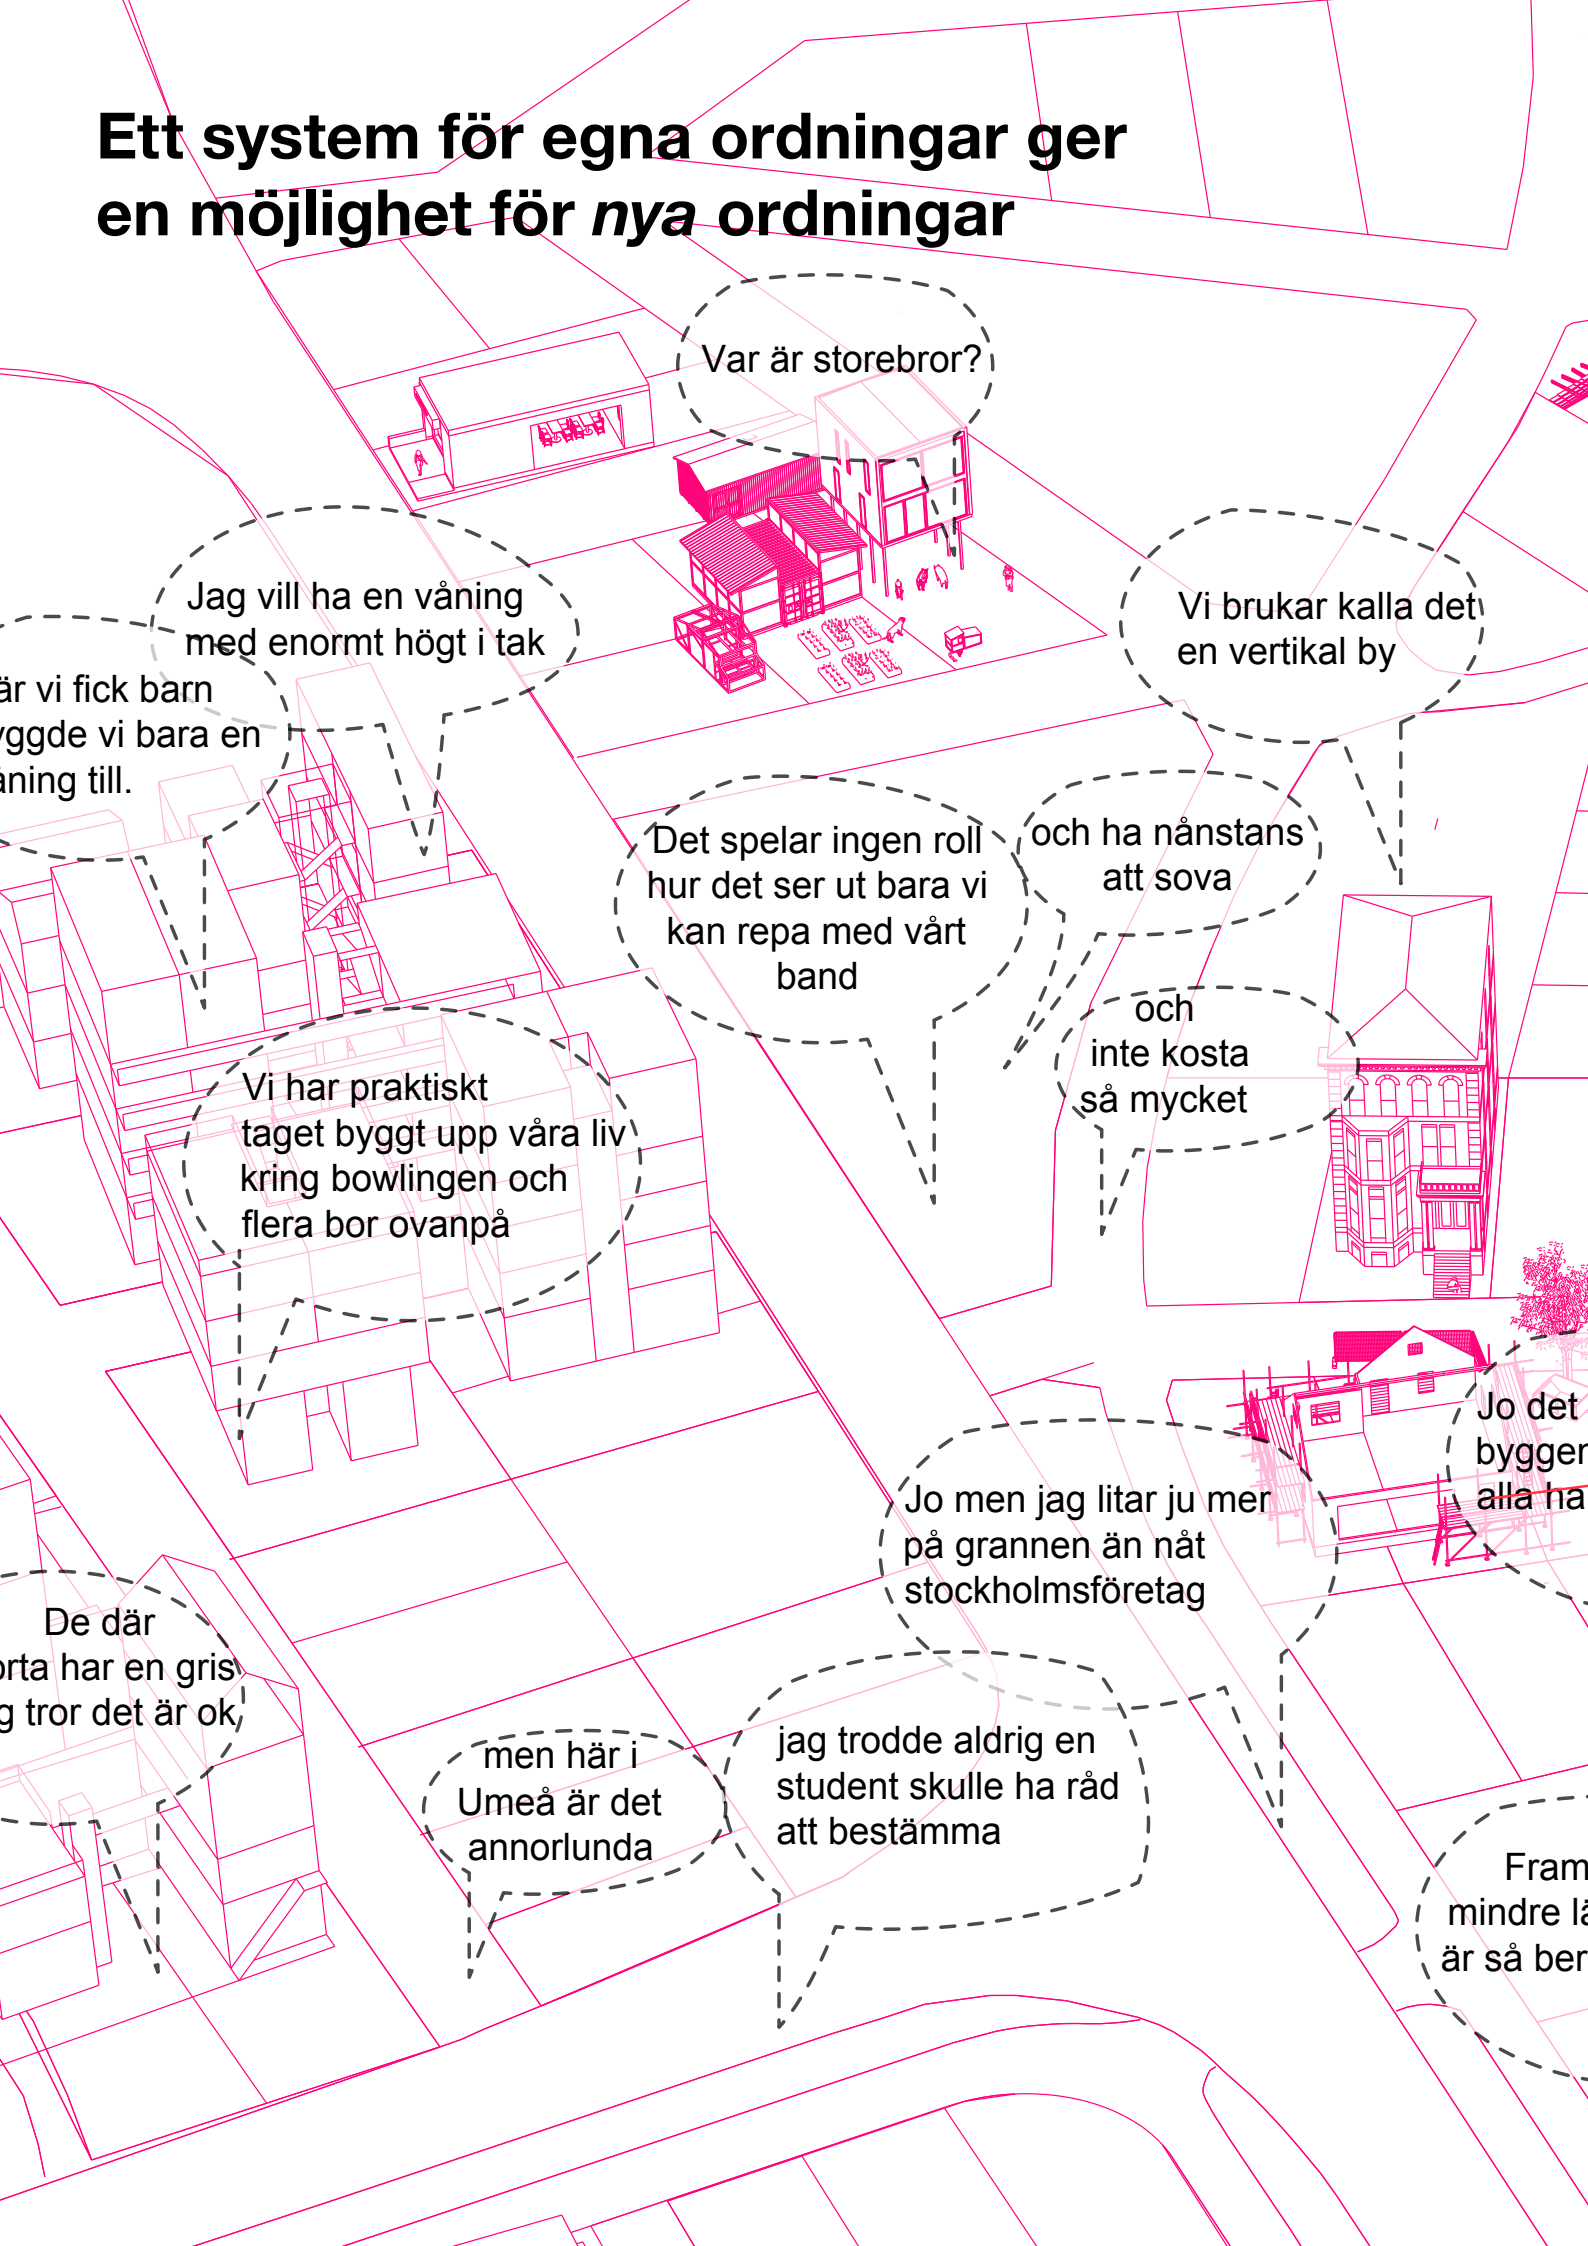 Ett system för egna ordningar ger
en möjlighet för nya ordningar
Var är storebror?
Jag vill ha en våning
med enormt högt i tak
Vi brukar kalla det
en vertikal by
är vi fick barn
yggde vi bara en
åning till.
Det spelar ingen roll
hur det ser ut bara vi
kan repa med vårt
band
och ha nånstans
att sova
och
inte kosta
så mycket
Vi har praktiskt
taget byggt upp våra liv
kring bowlingen och
flera bor ovanpå
Jo det
bygger
alla ha
Jo men jag litar ju mer
på grannen än nåt
stockholmsföretag
De där
orta har en gris
g tror det är ok
men här i
Umeå är det
annorlunda
jag trodde aldrig en
student skulle ha råd
att bestämma
Fram
mindre lä
är så ber